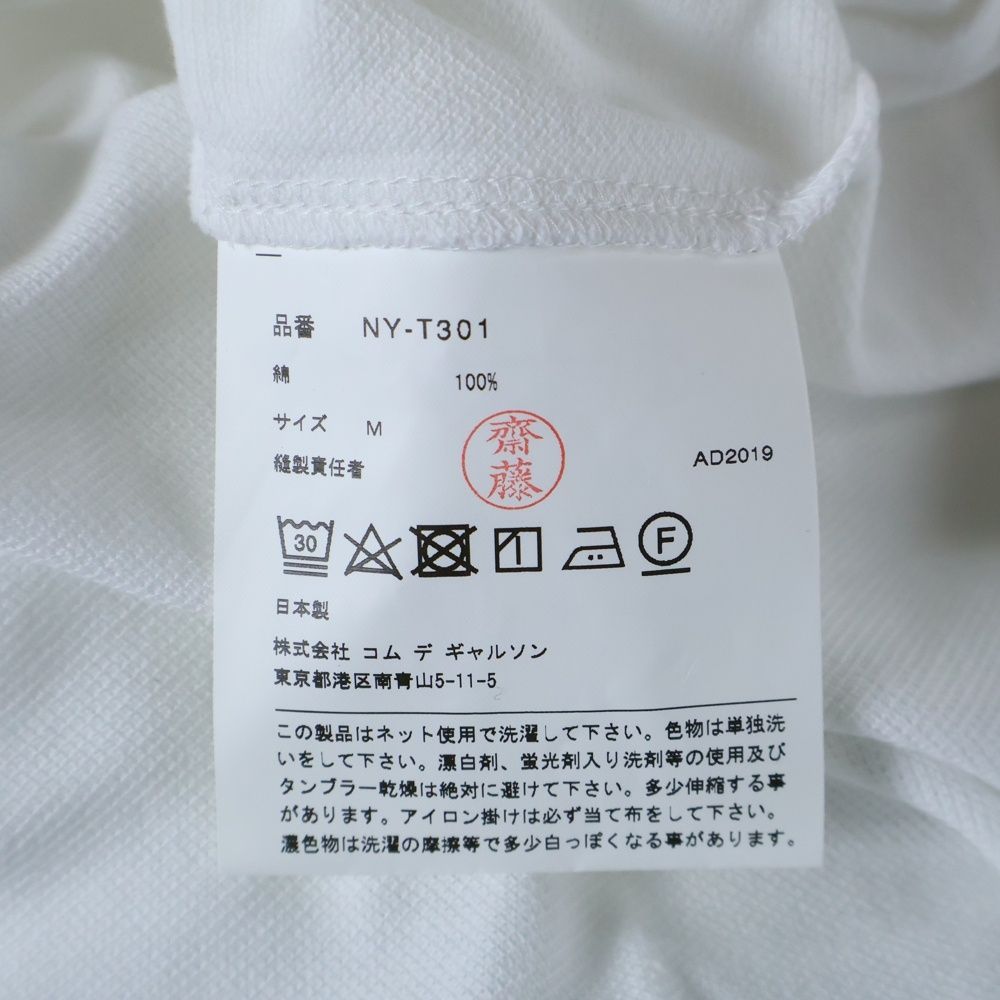 品番 NY-T301
綿 100%
サイズ M
縫製責任者 齋藤 AD2019
30 F
日本製
株式会社 コム デ ギャルソン
東京都港区南青山5-11-5
この製品はネット使用で洗濯して下さい。色物は単独洗
いをして下さい。漂白剤、蛍光剤入り洗剤等の使用及び
タンブラー乾燥は絶対に避けて下さい。多少伸縮する事
があります。アイロン掛けは必ず当て布をして下さい。
濃色物は洗濯の摩擦等で多少白っぽくなる事があります。